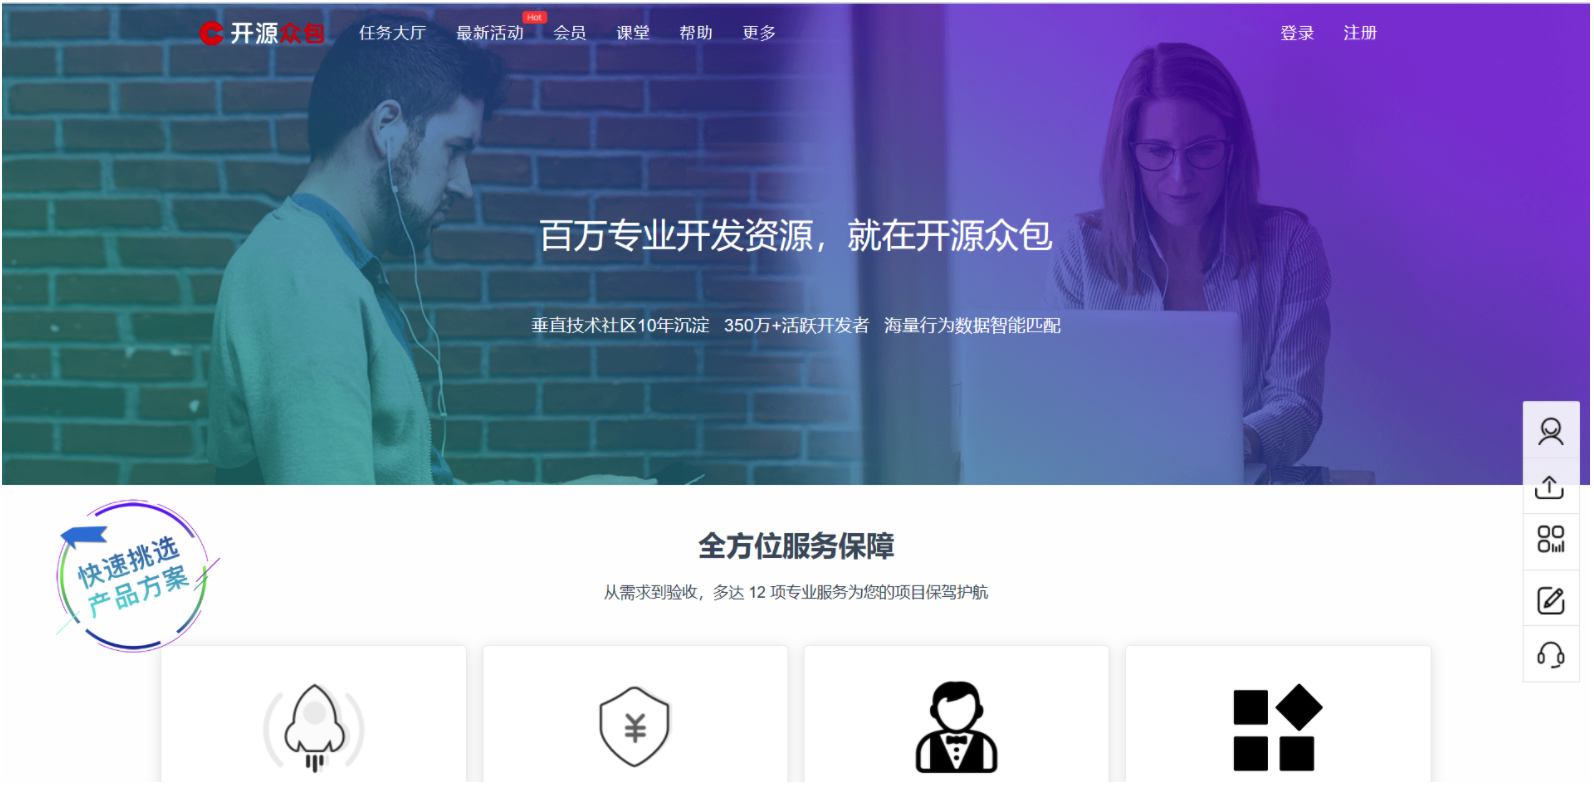 开源众包
任务大厅
最新活动
Hot
会员
课堂
帮助
更多
登录
注册
百万专业开发资源，就在开源众包
垂直技术社区10年沉淀 350万+活跃开发者 海量行为数据智能匹配
快速挑选
产品方案
全方位服务保障
从需求到验收，多达 12 项专业服务为您的项目保驾护航
¥